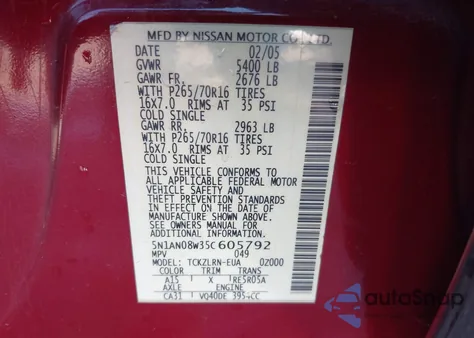 MFD BY NISSAN MOTOR CO LTD.
DATE 02/05
GVWR 5400 LB
GAWR FR. 2676 LB
WITH P265/70R16 TIRES
16X7.0 RIMS AT 35 PSI
COLD SINGLE
GAWR RR. 2963 LB
WITH P265/70R16 TIRES
16X7.0 RIMS AT 35 PSI
COLD SINGLE
THIS VEHICLE CONFORMS TO
ALL APPLICABLE FEDERAL MOTOR
VEHICLE SAFETY AND
THEFT PREVENTION STANDARDS
IN EFFECT ON THE DATE OF
MANUFACTURE SHOWN ABOVE.
SEE OWNERS MANUAL FOR
ADDITIONAL INFORMATION.
5N1AN08W35C605792
MPV 049
MODEL TCKZLRN-EUA 0Z000
COLOR TRIM TRANS
A15 X RE5R05A
AXLE ENGINE
CA31 VQ40DE CC
AutoSnap